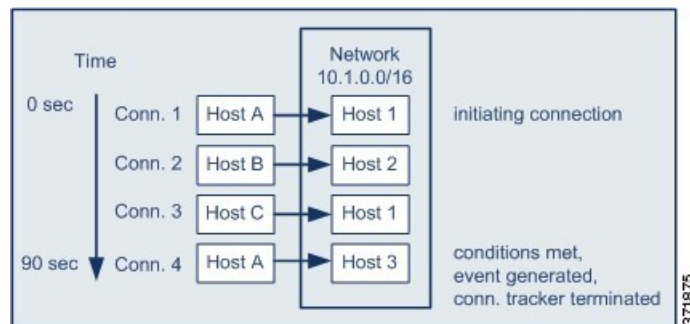 Time
Network
10.1.0.0/16
0 sec
Conn. 1 Host A Host 1 initiating connection
Conn. 2 Host B Host 2
Conn. 3 Host C Host 1
90 sec Conn. 4 Host A Host 3 conditions met,
event generated,
conn. tracker terminated
371875